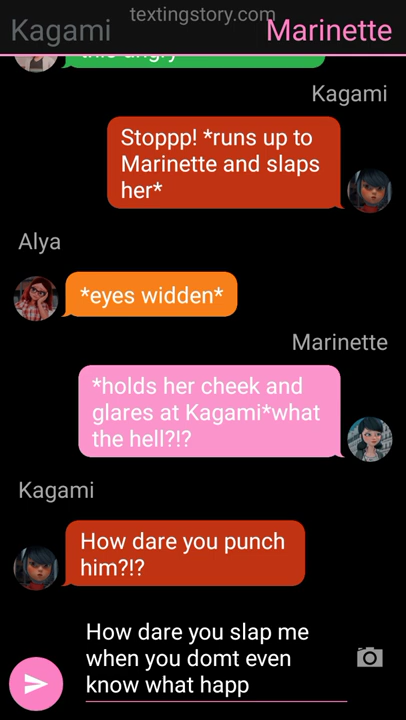 textingstory.com
Kagami
Marinette
this angry
Kagami
Stoppp! *runs up to
Marinette and slaps
her*
Alya
*eyes widden*
Marinette
*holds her cheek and
glares at Kagami*what
the hell?!?
Kagami
How dare you punch
him?!?
How dare you slap me
when you domt even
know what happ